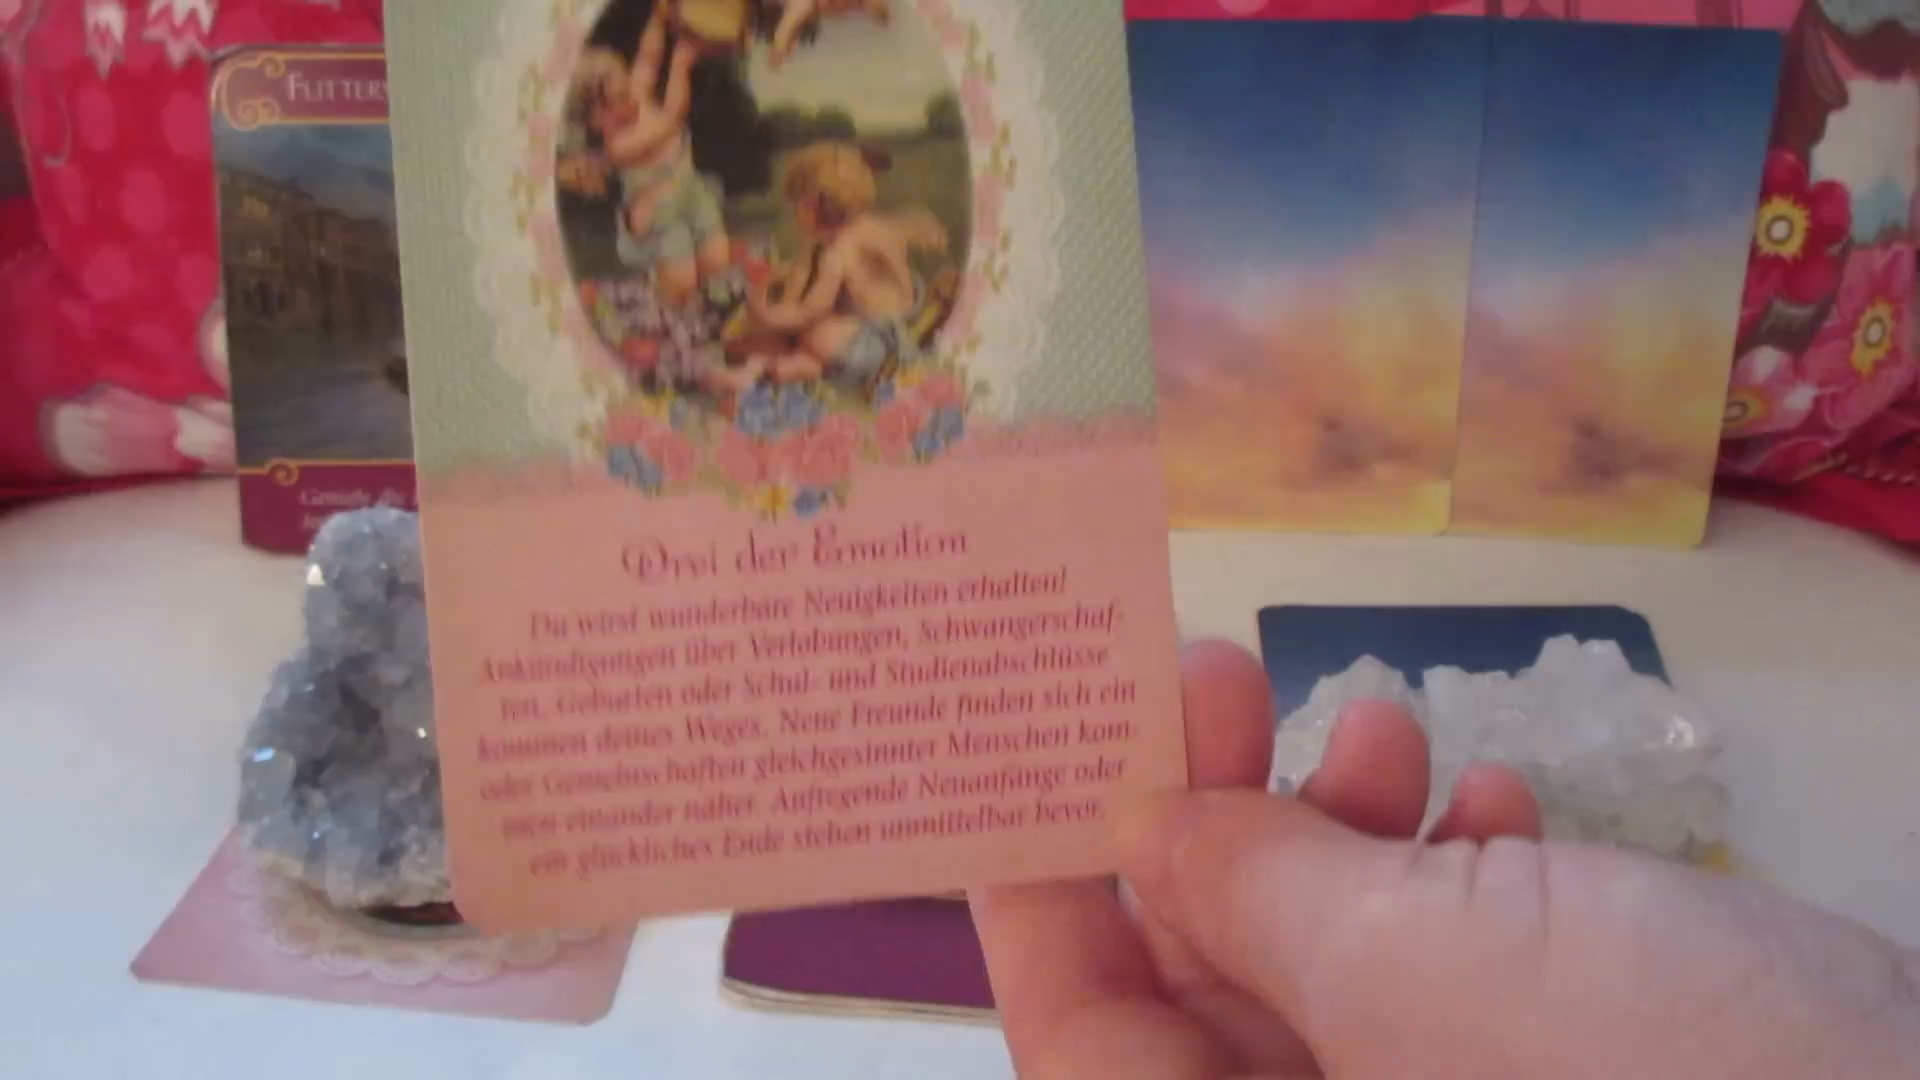 FLITTERW
Genieße die
Drei der Emotion
Du wirst wunderbare Neuigkeiten erhalten!
Ankündigungen über Verlobungen, Schwangerschaf-
ten, Geburten oder Schul- und Studienabschlüsse
kommen deines Weges. Neue Freunde finden sich ein
oder Gemeinschaften gleichgesinnter Menschen kom-
men einander näher. Aufregende Neuanfänge oder
ein glückliches Ende stehen unmittelbar bevor.